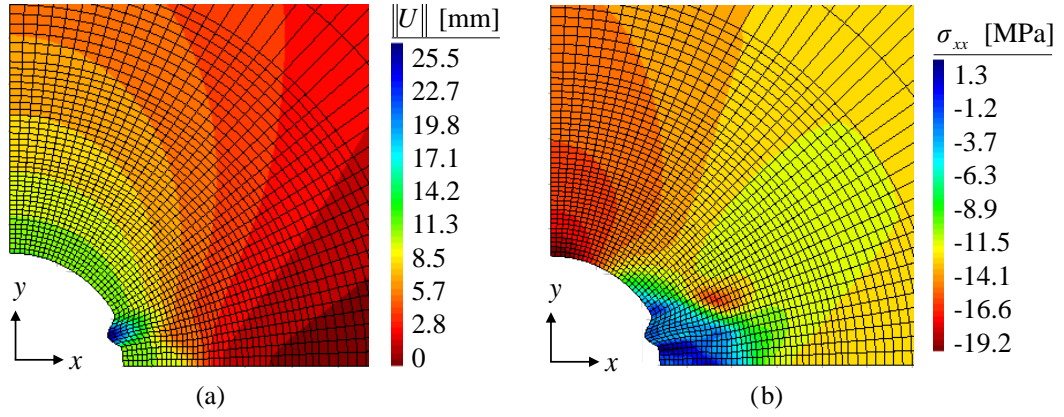 ‖U‖ [mm]
25.5
22.7
19.8
17.1
14.2
11.3
8.5
5.7
2.8
0
y
x
(a)
σxx [MPa]
1.3
-1.2
-3.7
-6.3
-8.9
-11.5
-14.1
-16.6
-19.2
y
x
(b)